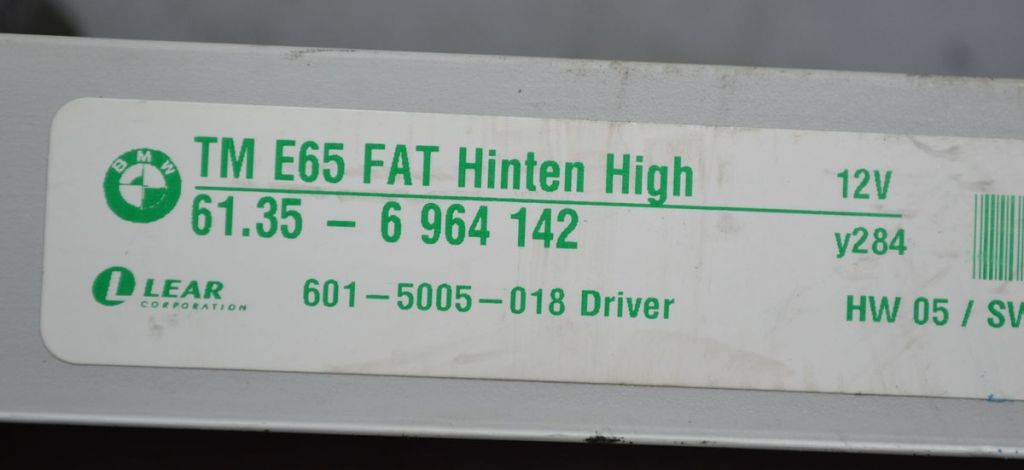 BMW
TM E65 FAT Hinten High
12V
61.35 - 6 964 142
y284
LEAR
CORPORATION
601-5005-018 Driver
HW 05 /